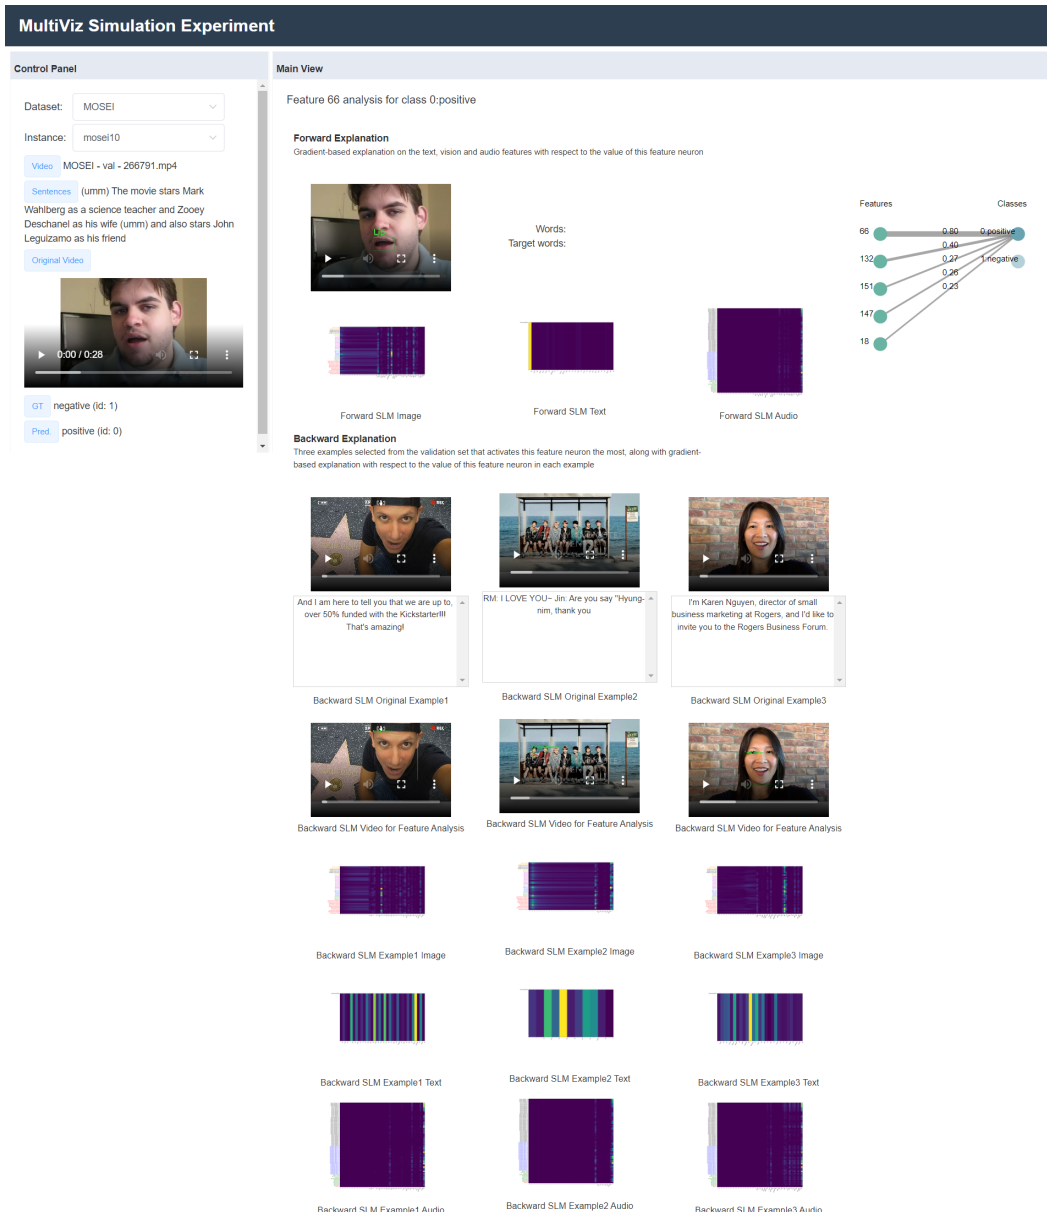 MultiViz Simulation Experiment
Control Panel
Dataset: MOSEI
Instance: mosei10
Video MOSEI - val - 266791.mp4
Sentences (umm) The movie stars Mark
Wahlberg as a science teacher and Zooey
Deschanel as his wife (umm) and also stars John
Leguizamo as his friend
Original Video
0:00 / 0:28
GT negative (id: 1)
Pred. positive (id: 0)
Main View
Feature 66 analysis for class 0:positive
Forward Explanation
Gradient-based explanation on the text, vision and audio features with respect to the value of this feature neuron
Words:
Target words:
Features Classes
66 0.80 0:positive
0.40
132 0.27 1:negative
0.26
151 0.23
147
18
Forward SLM Image
Forward SLM Text
Forward SLM Audio
Backward Explanation
Three examples selected from the validation set that activates this feature neuron the most, along with gradient-
based explanation with respect to the value of this feature neuron in each example
And I am here to tell you that we are up to,
over 50% funded with the Kickstarter!!!
That's amazing!
RM: I LOVE YOU~ Jin: Are you say "Hyung-
nim, thank you
I'm Karen Nguyen, director of small
business marketing at Rogers, and I'd like to
invite you to the Rogers Business Forum.
Backward SLM Original Example1
Backward SLM Original Example2
Backward SLM Original Example3
Backward SLM Video for Feature Analysis
Backward SLM Video for Feature Analysis
Backward SLM Video for Feature Analysis
Backward SLM Example1 Image
Backward SLM Example2 Image
Backward SLM Example3 Image
Backward SLM Example1 Text
Backward SLM Example2 Text
Backward SLM Example3 Text
Backward SLM Example1 Audio
Backward SLM Example2 Audio
Backward SLM Example3 Audio